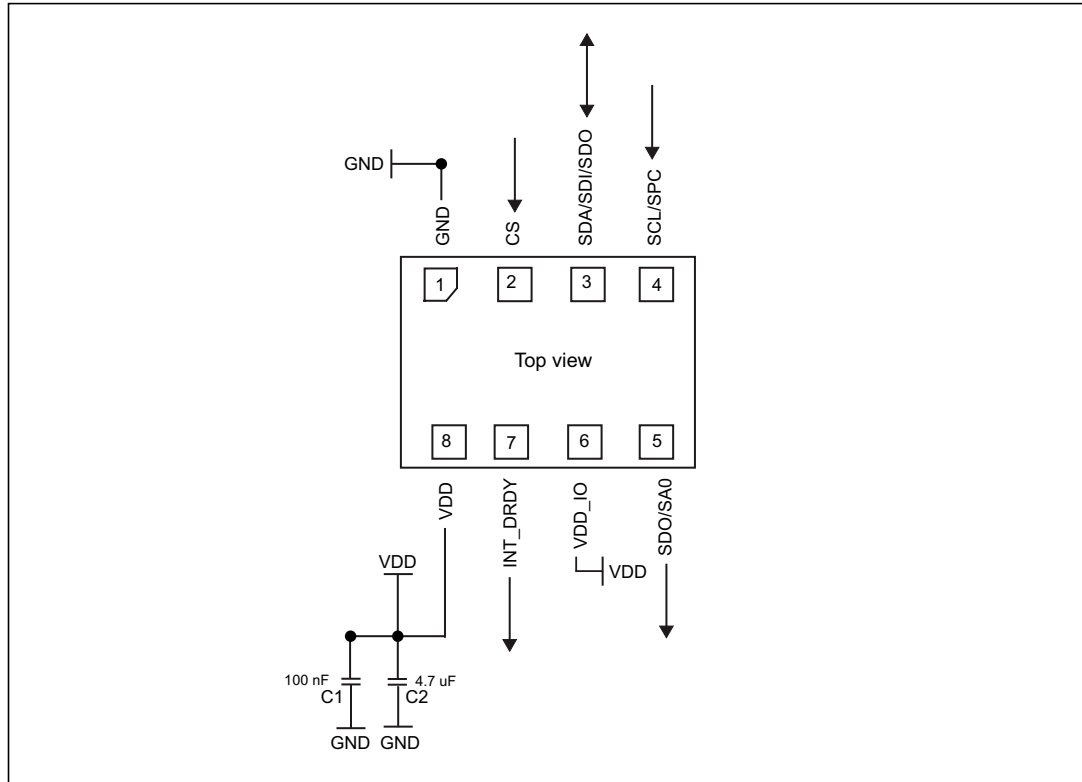 GND
GND
CS
SDA/SDI/SDO
SCL/SPC
1
2
3
4
Top view
8
7
6
5
VDD
INT_DRDY
VDD_IO
SDO/SA0
VDD
VDD
100 nF
C1
4.7 uF
C2
GND
GND